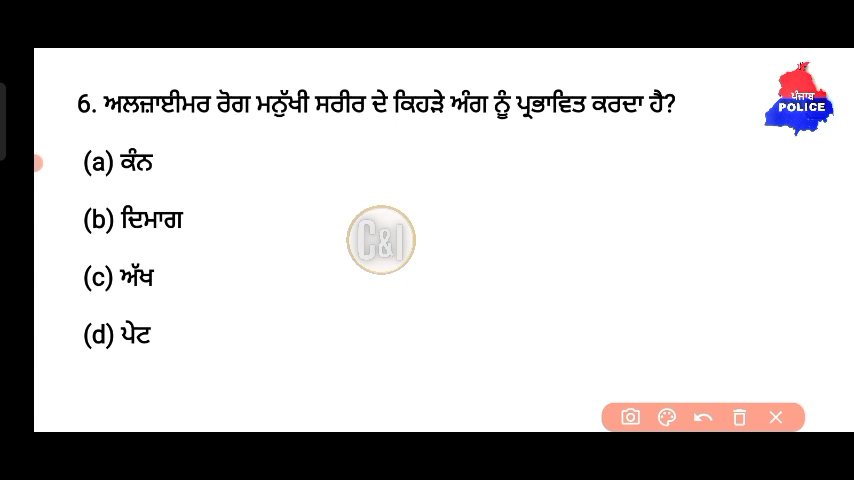 ਪੰਜਾਬ
POLICE
6. ਅਲਜ਼ਾਈਮਰ ਰੋਗ ਮਨੁੱਖੀ ਸਰੀਰ ਦੇ ਕਿਹੜੇ ਅੰਗ ਨੂੰ ਪ੍ਰਭਾਵਿਤ ਕਰਦਾ ਹੈ?
(a) ਕੰਨ
(b) ਦਿਮਾਗ
(c) ਅੱਖ
(d) ਪੇਟ
C&I